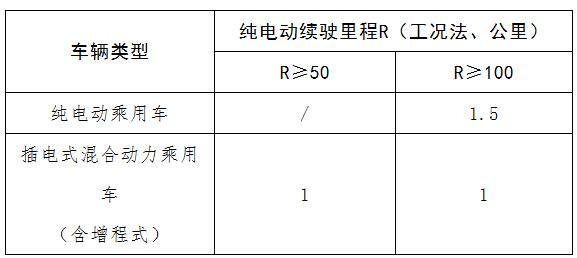 车辆类型
纯电动续驶里程R（工况法、公里）
R≥50
R≥100
纯电动乘用车
/
1.5
插电式混合动力乘用
车
（含增程式）
1
1